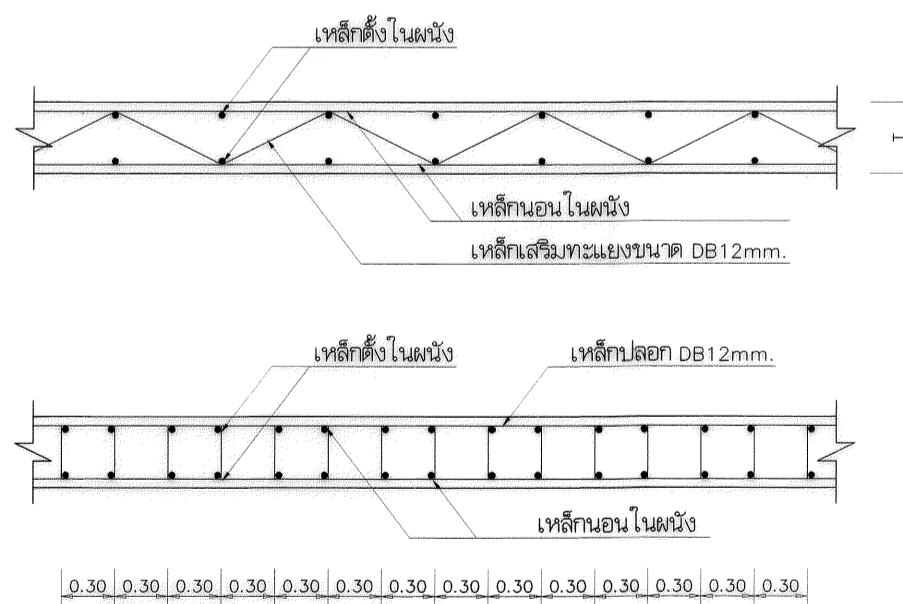 เหล็กตั้งในผนัง
T
เหล็กนอนในผนัง
เหล็กเสริมทะแยงขนาด DB12mm.
เหล็กตั้งในผนัง เหล็กปลอก DB12mm.
เหล็กนอนในผนัง
0.30 0.30 0.30 0.30 0.30 0.30 0.30 0.30 0.30 0.30 0.30 0.30 0.30 0.30